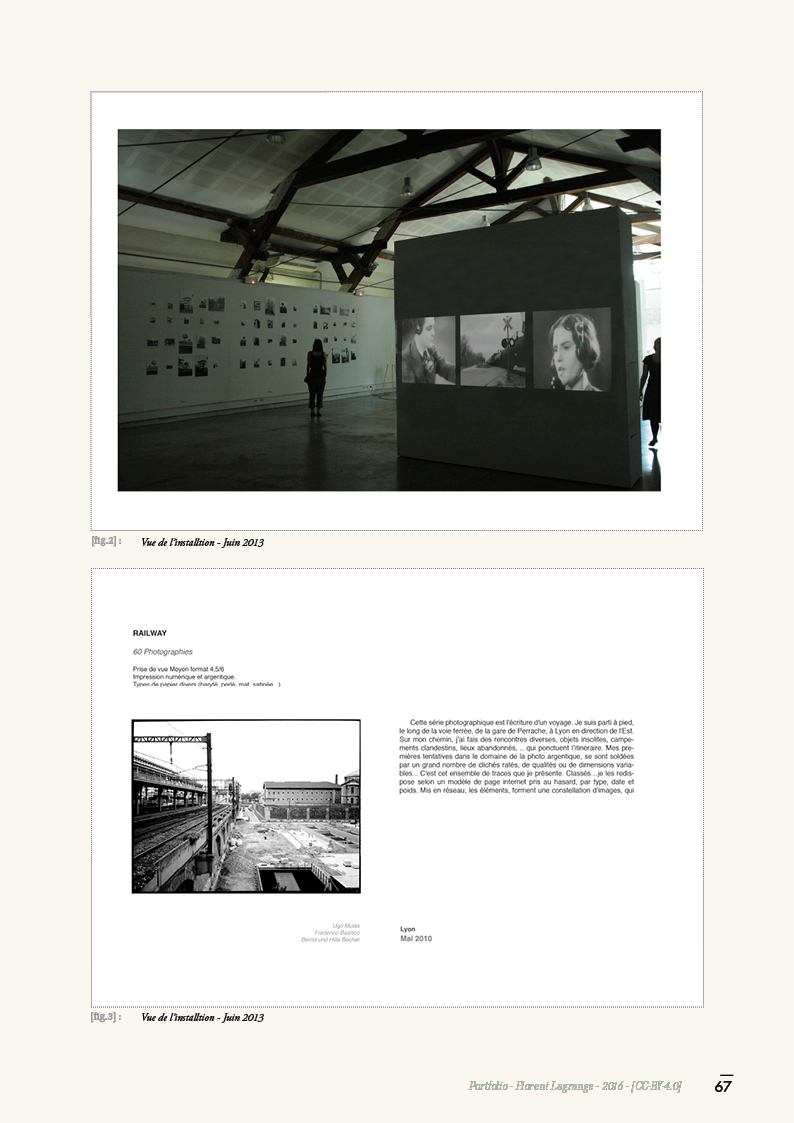 [fig.2] :
Vue de l'installtion - Juin 2013
RAILWAY
60 Photographies
Prise de vue Moyen format 4,5/6
Impression numérique et argentique.
Types de papier divers (baryté, perlé, mat, satinée...)
Cette série photographique est l'écriture d'un voyage. Je suis parti à pied,
le long de la voie ferrée, de la gare de Perrache, à Lyon en direction de l'Est.
Sur mon chemin, j'ai fais des rencontres diverses, objets insolites, campe-
ments clandestins, lieux abandonnés, .. qui ponctuent l'itinéraire. Mes pre-
mières tentatives dans le domaine de la photo argentique, se sont soldées
par un grand nombre de clichés ratés, de qualités ou de dimensions varia-
bles... C'est cet ensemble de traces que je présente. Classés...je les redis-
pose selon un modèle de page internet pris au hasard, par type, date et
poids. Mis en réseau, les éléments, forment une constellation d'images, qui
Ugo Mulas
Frederico Basilico
Bernd und Hilla Becher
Lyon
Mai 2010
[fig.3] :
Vue de l'installtion - Juin 2013
Portfolio - Florent Lagrange - 2016 - [CC-BY-4.0]
67